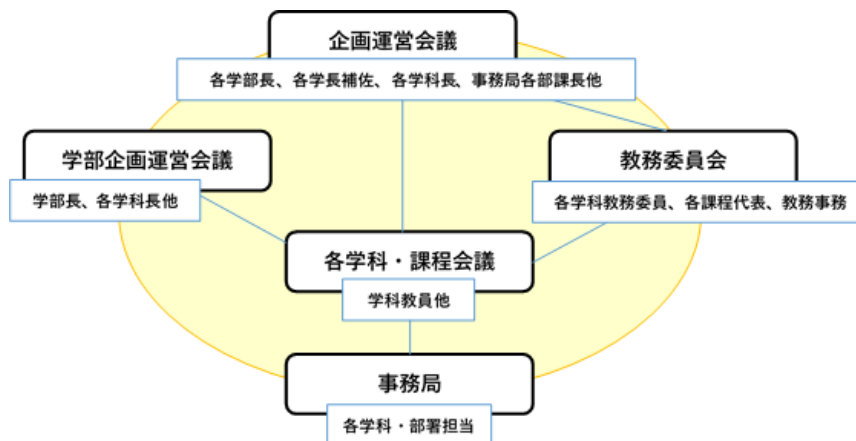 企画運営会議
各学部長、各学長補佐、各学科長、事務局各部課長他
学部企画運営会議
学部長、各学科長他
教務委員会
各学科教務委員、各課程代表、教務事務
各学科・課程会議
学科教員他
事務局
各学科・部署担当